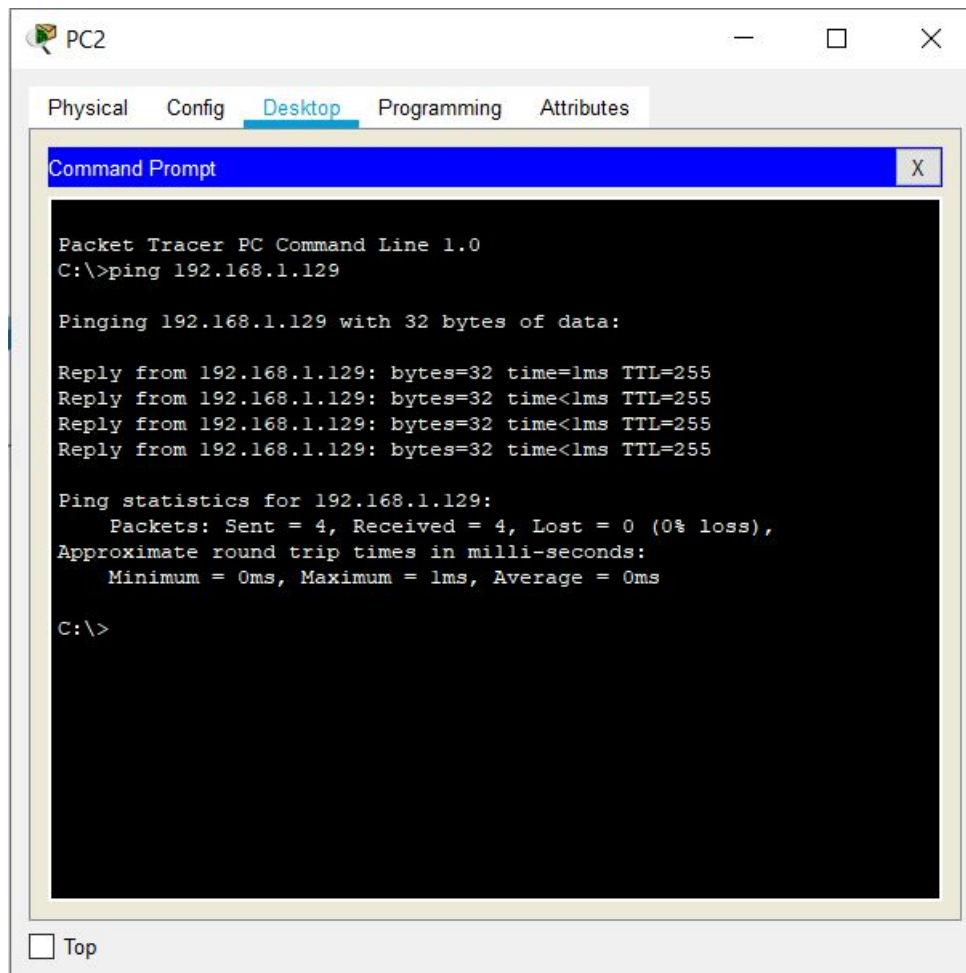 PC2
Physical Config Desktop Programming Attributes
Command Prompt X
Packet Tracer PC Command Line 1.0
C:\>ping 192.168.1.129
Pinging 192.168.1.129 with 32 bytes of data:
Reply from 192.168.1.129: bytes=32 time=1ms TTL=255
Reply from 192.168.1.129: bytes=32 time<1ms TTL=255
Reply from 192.168.1.129: bytes=32 time<1ms TTL=255
Reply from 192.168.1.129: bytes=32 time<1ms TTL=255
Ping statistics for 192.168.1.129:
Packets: Sent = 4, Received = 4, Lost = 0 (0% loss),
Approximate round trip times in milli-seconds:
Minimum = 0ms, Maximum = 1ms, Average = 0ms
C:\>
Top